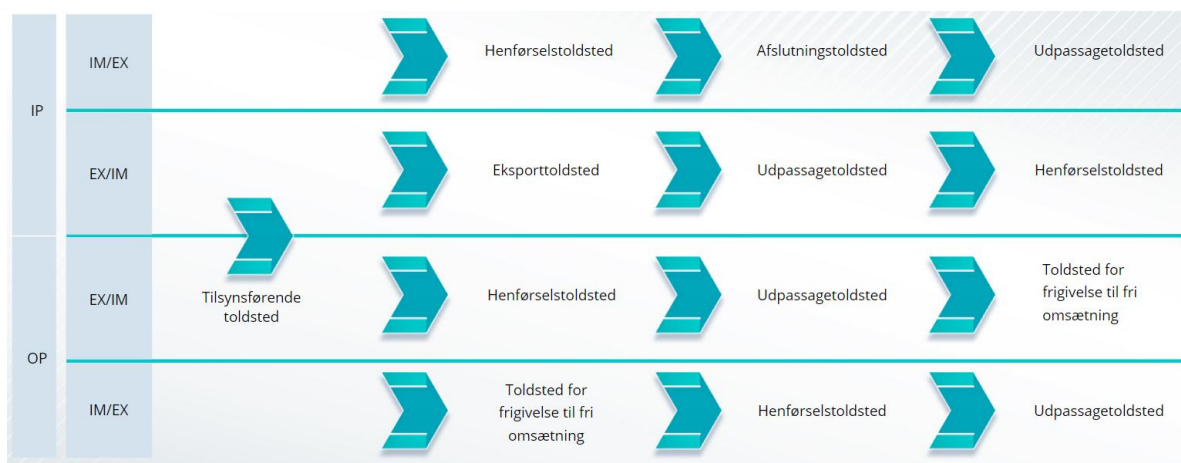 IP
IM/EX
Henførselstoldsted
Afslutningstoldsted
Udpassagetoldsted
EX/IM
Eksporttoldsted
Udpassagetoldsted
Henførselstoldsted
Tilsynsførende
toldsted
OP
EX/IM
Henførselstoldsted
Udpassagetoldsted
Toldsted for
frigivelse til fri
omsætning
IM/EX
Toldsted for
frigivelse til fri
omsætning
Henførselstoldsted
Udpassagetoldsted